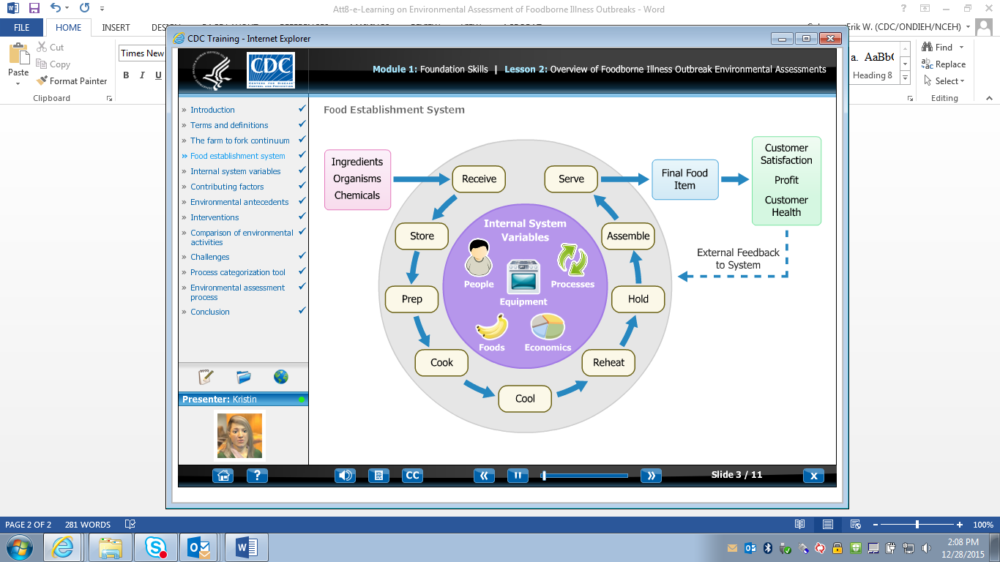 Att8-e-Learning on Environmental Assessment of Foodborne Illness Outbreaks - Word
FILE HOME INSERT
Erik W. (CDC/ONDIEH/NCEH)
Paste
Cut
Copy
Format Painter
Clipboard
Times New
B I U
AaBb
Heading 8
Find
Replace
Select
Editing
CDC Training - Internet Explorer
CDC
CENTERS FOR DISEASE
CONTROL AND PREVENTION
Module 1: Foundation Skills | Lesson 2: Overview of Foodborne Illness Outbreak Environmental Assessments
» Introduction
» Terms and definitions
» The farm to fork continuum
» Food establishment system
» Internal system variables
» Contributing factors
» Environmental antecedents
» Interventions
» Comparison of environmental
activities
» Challenges
» Process categorization tool
» Environmental assessment
process
» Conclusion
Presenter: Kristin
Food Establishment System
Ingredients
Organisms
Chemicals
Receive
Store
Prep
Cook
Cool
Reheat
Hold
Assemble
Serve
Internal System
Variables
People
Equipment
Processes
Foods
Economics
Final Food
Item
Customer
Satisfaction
Profit
Customer
Health
External Feedback
to System
?
CC
Slide 3 / 11
X
PAGE 2 OF 2 281 WORDS
100%
2:08 PM
12/28/2015